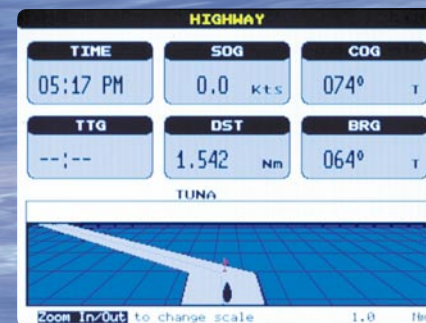 HIGHWAY
TIME SOG COG
05:17 PM 0.0 Kts 074° T
TTG DST BRG
--:-- 1.542 Nm 064° T
TUNA
Zoom In/Out to change scale 1.0 Nm